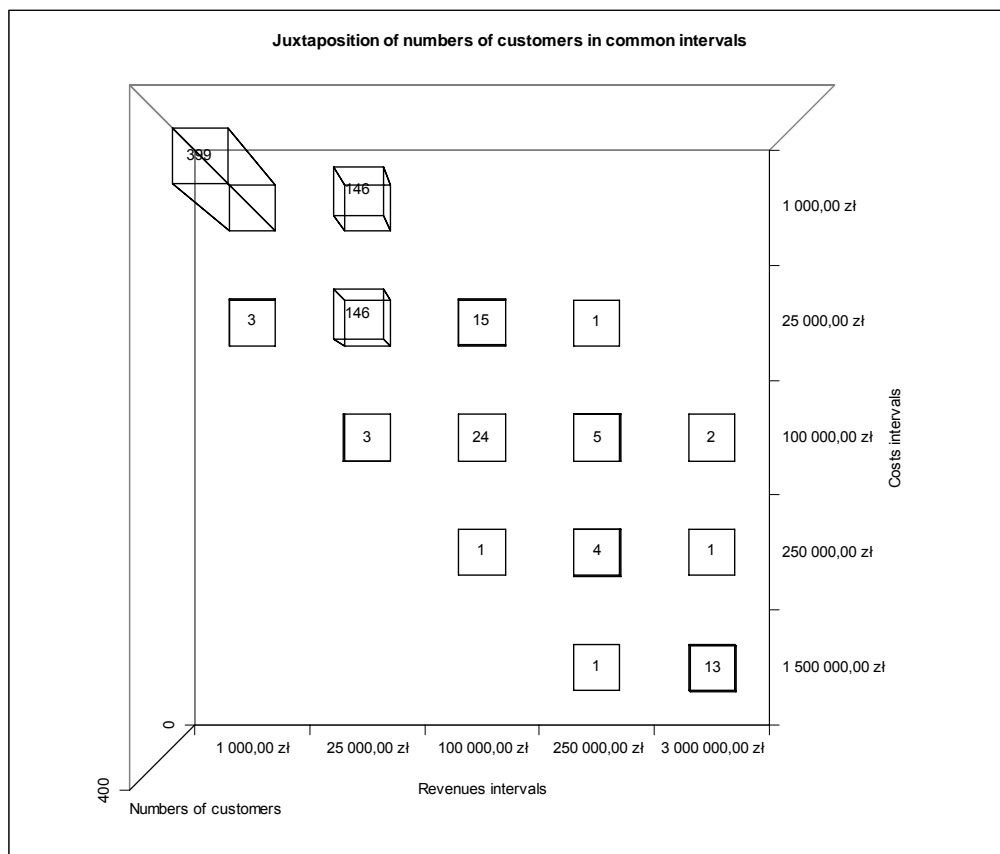 Juxtaposition of numbers of customers in common intervals
399
146
1 000,00 zł
3
146
15
1
25 000,00 zł
3
24
5
2
100 000,00 zł
Costs intervals
1
4
1
250 000,00 zł
1
13
1 500 000,00 zł
0
1 000,00 zł
25 000,00 zł
100 000,00 zł
250 000,00 zł
3 000 000,00 zł
400
Revenues intervals
Numbers of customers